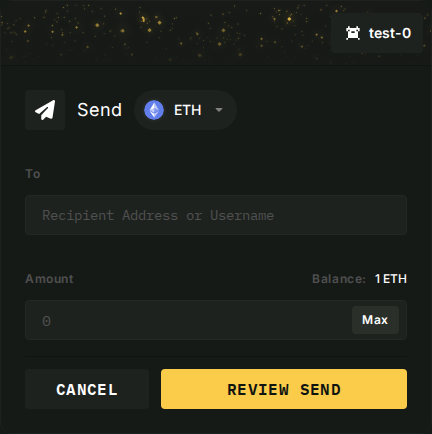 test-0
Send ETH
To
Recipient Address or Username
Amount Balance: 1 ETH
0 Max
CANCEL REVIEW SEND